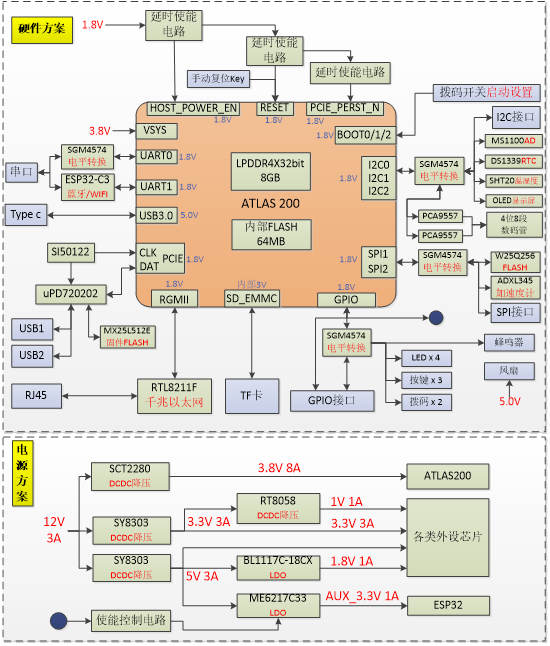 硬件方案
1.8V
延时使能
电路
延时使能
电路
延时使能电路
手动复位Key
拨码开关启动设置
HOST_POWER_EN
RESET
PCIE_PERST_N
1.8V
1.8V
1.8V
3.8V
VSYS
BOOT0/1/2
1.8V
I2C接口
MS1100AD
DS1339RTC
SHT20温湿度
OLED显示屏
串口
SGM4574
电平转换
UART0
1.8V
ESP32-C3
蓝牙/WIFI
UART1
1.8V
LPDDR4X32bit
8GB
ATLAS 200
I2C0
I2C1
I2C2
1.8V
SGM4574
电平转换
Type c
USB3.0
5.0V
内部FLASH
64MB
PCA9557
PCA9557
4位8段
数码管
SI50122
CLK
DAT
PCIE
1.8V
SPI1
SPI2
1.8V
SGM4574
电平转换
W25Q256
FLASH
ADXL345
加速度计
SPI接口
uPD720202
1.8V
内部3V
1.8V
RGMII
SD_EMMC
GPIO
USB1
USB2
MX25L512E
固件FLASH
SGM4574
电平转换
蜂鸣器
LED x 4
按键 x 3
拨码 x 2
风扇
5.0V
RJ45
RTL8211F
千兆以太网
TF卡
GPIO接口
电源方案
SCT2280
DCDC降压
3.8V 8A
ATLAS200
12V
3A
SY8303
DCDC降压
3.3V 3A
RT8058
DCDC降压
1V 1A
3.3V 3A
各类外设芯片
SY8303
DCDC降压
5V 3A
BL1117C-18CX
LDO
1.8V 1A
ME6217C33
LDO
AUX_3.3V 1A
ESP32
使能控制电路